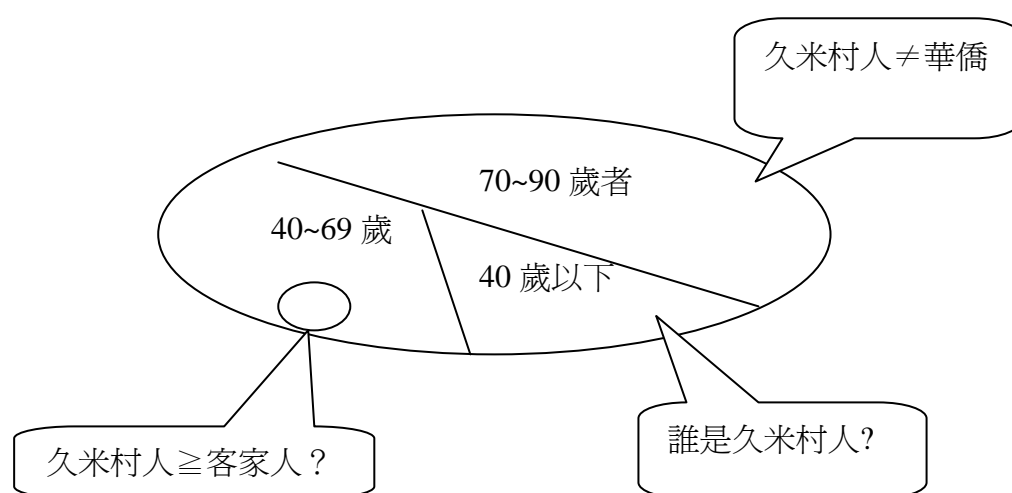 久米村人≠華僑
70~90 歲者
40~69 歲
40 歲以下
久米村人≧客家人？
誰是久米村人?